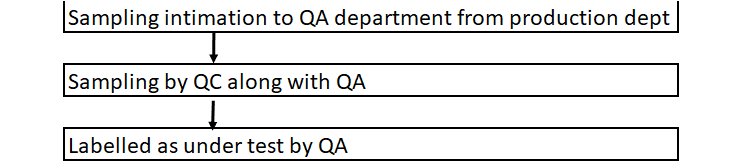 Sampling intimation to QA department from production dept
Sampling by QC along with QA
Labelled as under test by QA